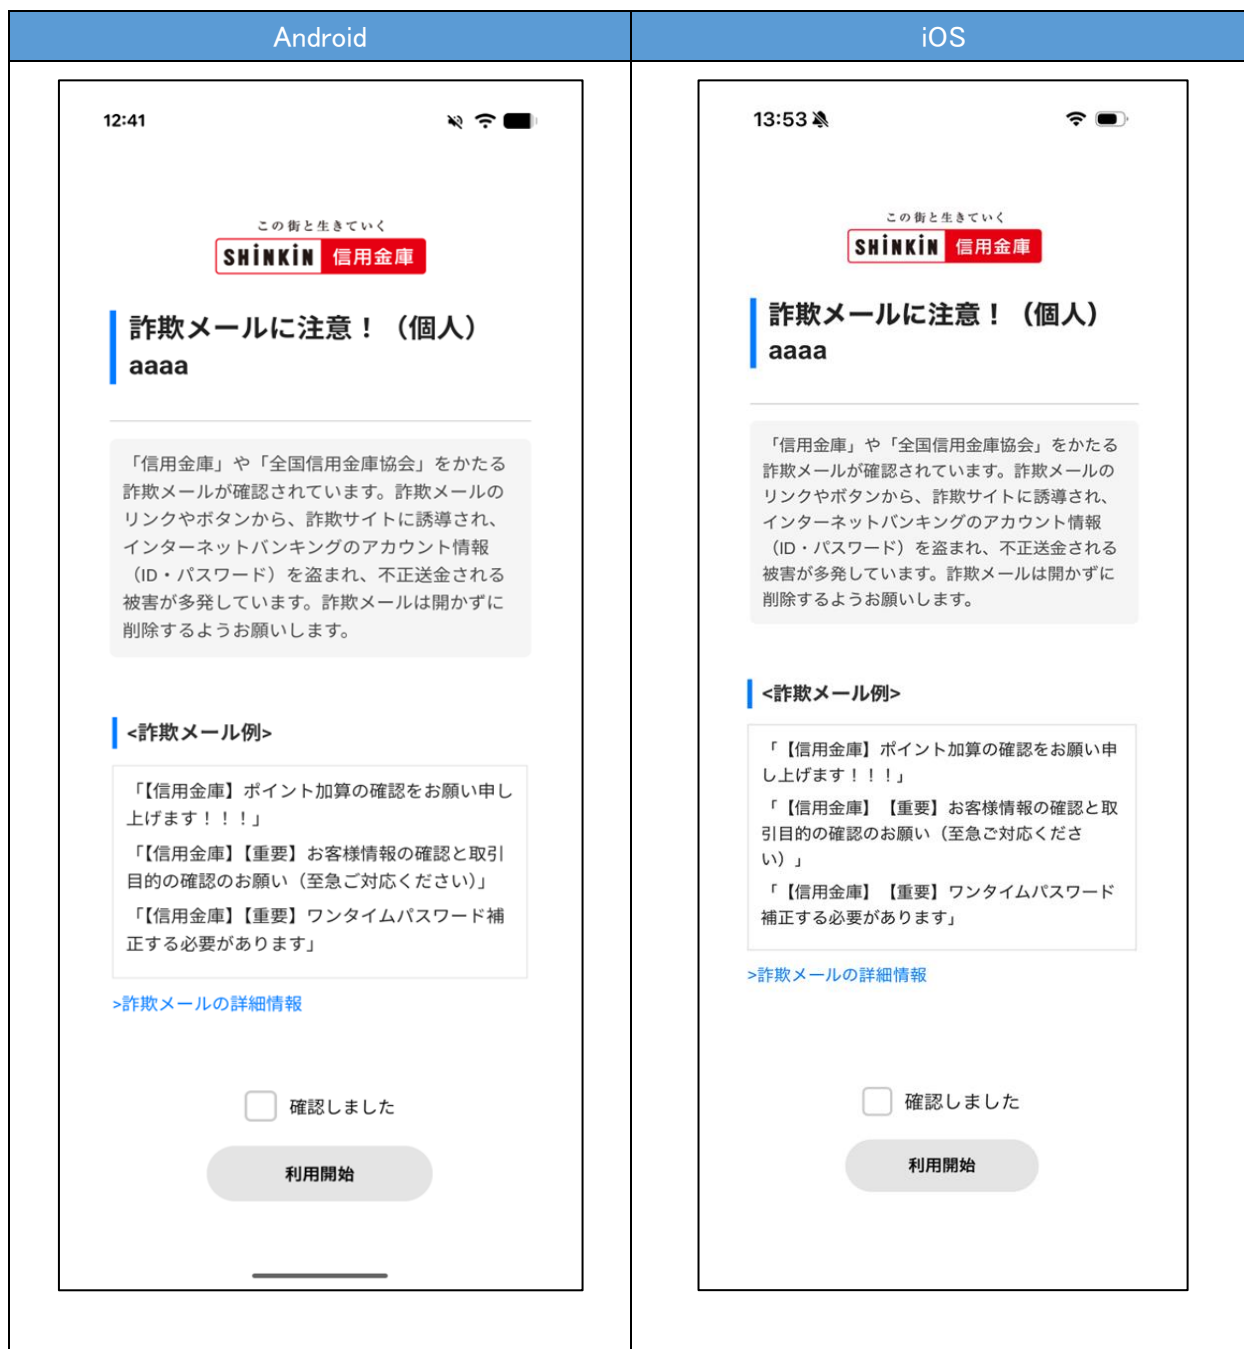 Android
iOS
12:41
この街と生きていく
SHINKIN 信用金庫
詐欺メールに注意！（個人）
aaaa
「信用金庫」や「全国信用金庫協会」をかたる
詐欺メールが確認されています。詐欺メールの
リンクやボタンから、詐欺サイトに誘導され、
インターネットバンキングのアカウント情報
（ID・パスワード）を盗まれ、不正送金される
被害が多発しています。詐欺メールは開かずに
削除するようお願いします。
<詐欺メール例>
「【信用金庫】ポイント加算の確認をお願い申し
上げます！！！」
「【信用金庫】【重要】お客様情報の確認と取引
目的の確認のお願い（至急ご対応ください）」
「【信用金庫】【重要】ワンタイムパスワード補
正する必要があります」
>詐欺メールの詳細情報
確認しました
利用開始
13:53
この街と生きていく
SHINKIN 信用金庫
詐欺メールに注意！（個人）
aaaa
「信用金庫」や「全国信用金庫協会」をかたる
詐欺メールが確認されています。詐欺メールの
リンクやボタンから、詐欺サイトに誘導され、
インターネットバンキングのアカウント情報
（ID・パスワード）を盗まれ、不正送金される
被害が多発しています。詐欺メールは開かずに
削除するようお願いします。
<詐欺メール例>
「【信用金庫】ポイント加算の確認をお願い申
し上げます！！！」
「【信用金庫】【重要】お客様情報の確認と取
引目的の確認のお願い（至急ご対応くださ
い）」
「【信用金庫】【重要】ワンタイムパスワード
補正する必要があります」
>詐欺メールの詳細情報
確認しました
利用開始